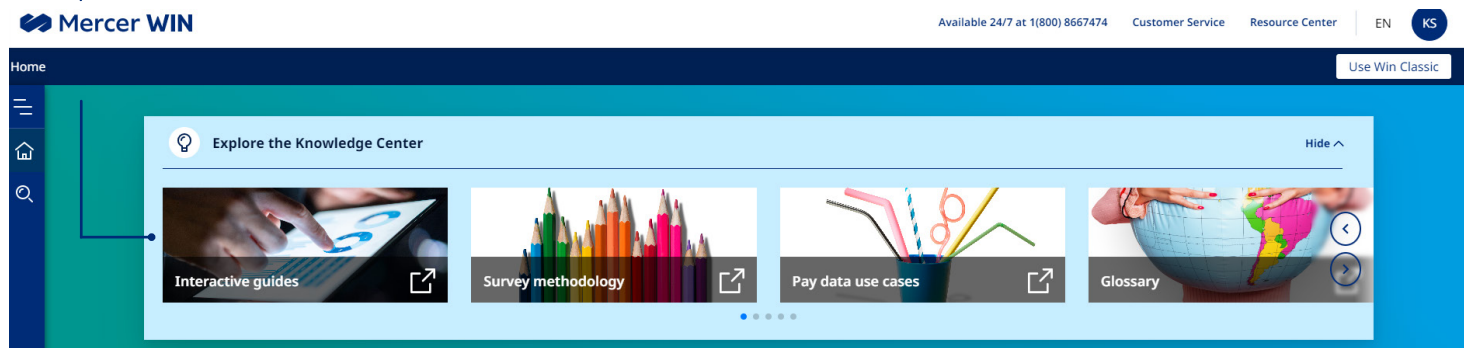 Mercer WIN
Available 24/7 at 1(800) 8667474 Customer Service Resource Center EN KS
Home Use Win Classic
Explore the Knowledge Center Hide
Interactive guides Survey methodology Pay data use cases Glossary